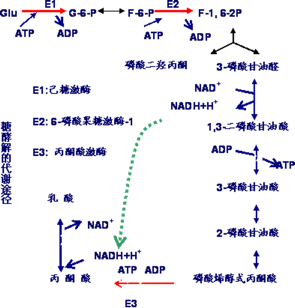 E1 E2
Glu G-6-P F-6-P F-1, 6-2P
ATP ADP ATP ADP
磷酸二羟丙酮 3-磷酸甘油醛
E1:己糖激酶
NAD+
NADH+H+
E2: 6-磷酸果糖激酶-1
1,3-二磷酸甘油酸
E3: 丙酮酸激酶
ADP
ATP
糖酵解的代谢途径
3-磷酸甘油酸
乳 酸
NAD+
2-磷酸甘油酸
NADH+H+
ATP ADP
丙 酮 酸 磷酸烯醇式丙酮酸
E3